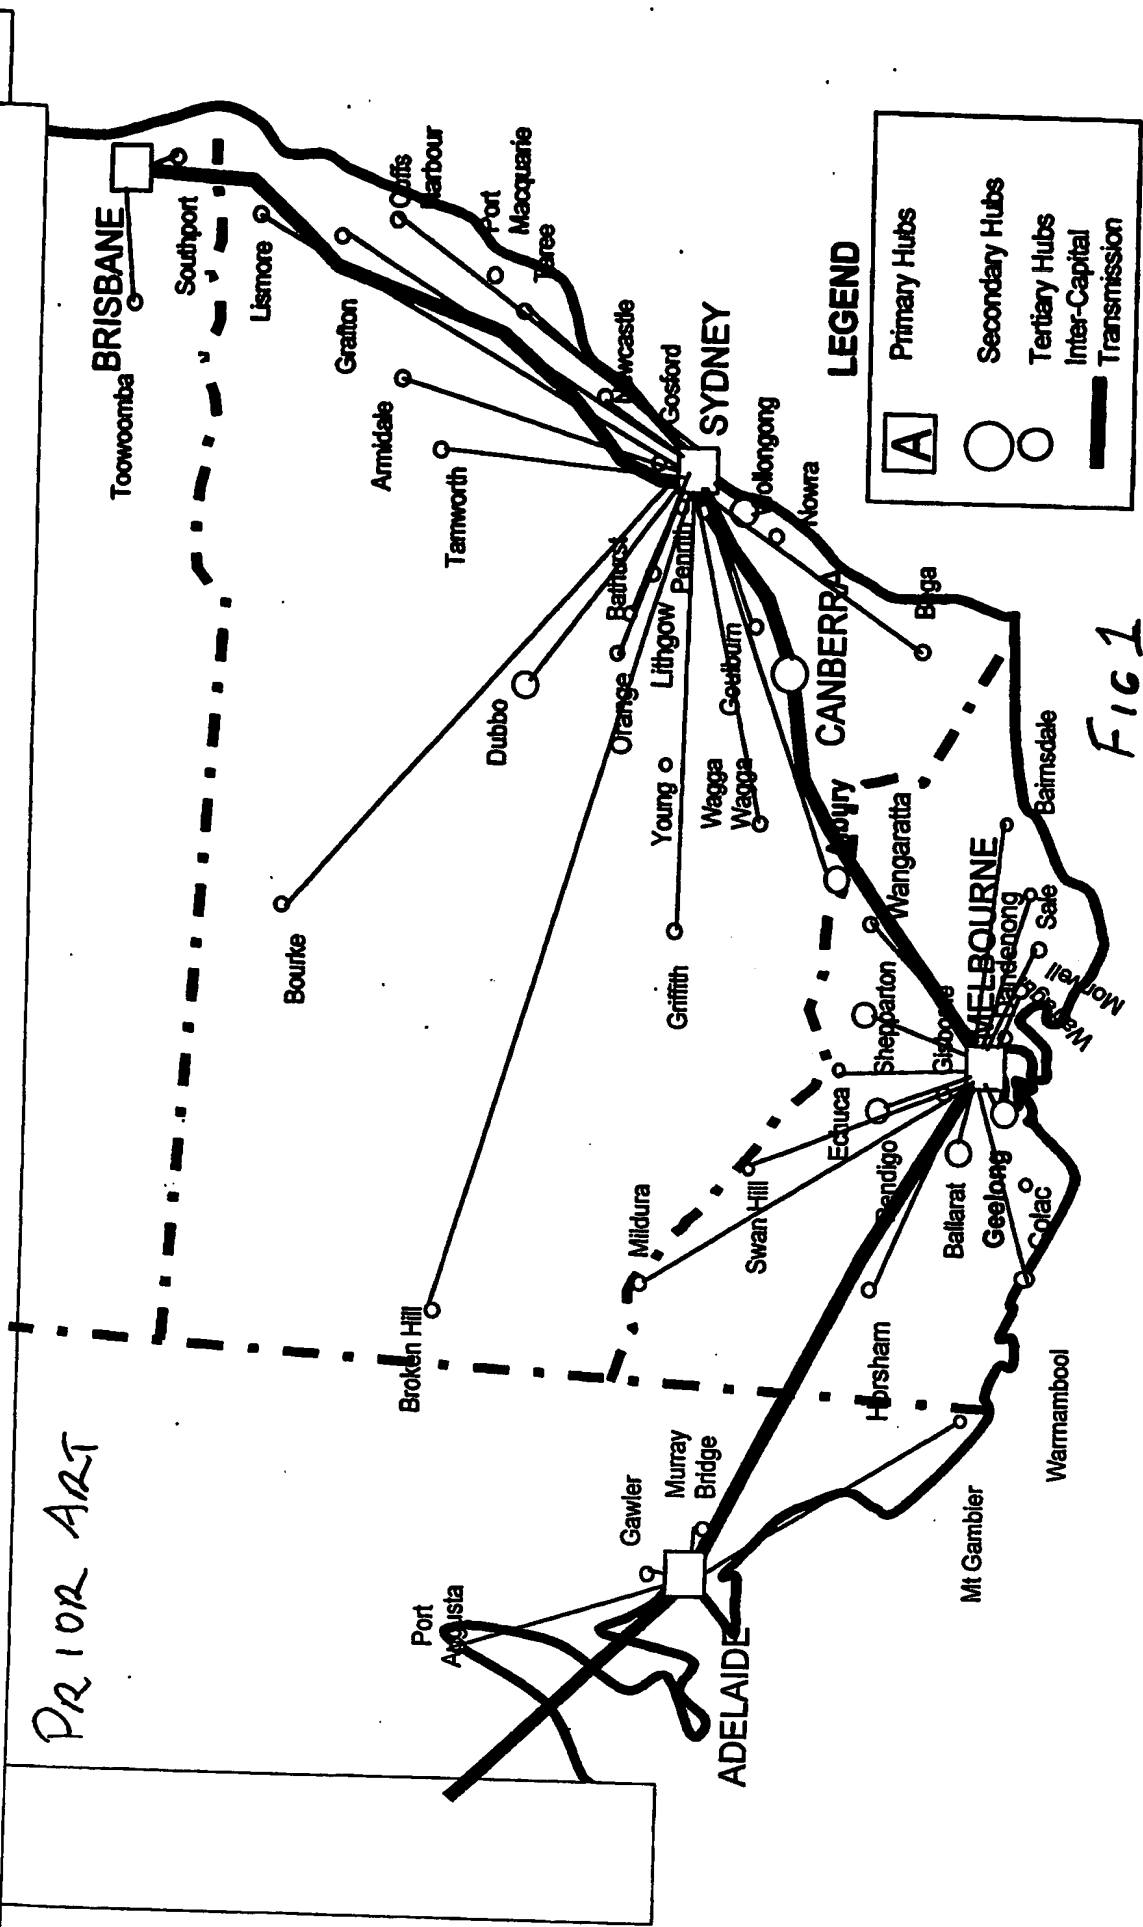 PRIOR ART
BRISBANE
Toowoomba
Southport
Lismore
Grafton
Coffs
Harbour
Port
Macquarie
Taree
Armidale
Tamworth
Newcastle
Gosford
SYDNEY
Bourke
Dubbo
Bathurst
Orange
Lithgow
Penrith
Wollongong
Nowra
Broken Hill
Young
Goulburn
CANBERRA
Bega
Griffith
Wagga
Wagga
Albury
Wangaratta
Mildura
Swan Hill
Echuca
Shepparton
Bendigo
Gisborne
MELBOURNE
Dandenong
Warragul
Morwell
Sale
Bairnsdale
Ballarat
Geelong
Colac
Horsham
Warrnambool
Mt Gambier
Port
Augusta
Gawler
Murray
Bridge
ADELAIDE
LEGEND
A Primary Hubs
Secondary Hubs
Tertiary Hubs
Inter-Capital
Transmission
FIG 1